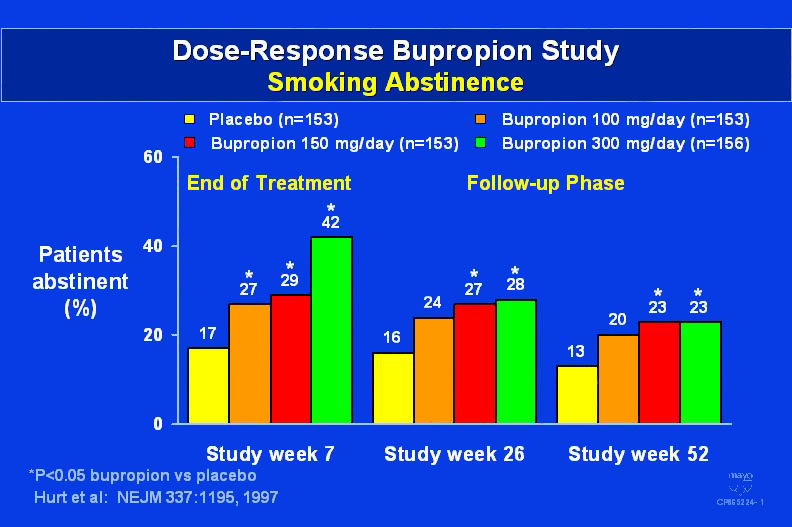 Dose-Response Bupropion Study
Smoking Abstinence
Placebo (n=153)
Bupropion 100 mg/day (n=153)
Bupropion 150 mg/day (n=153)
Bupropion 300 mg/day (n=156)
60
End of Treatment
Follow-up Phase
*
42
40
Patients
abstinent
(%)
*
27
*
29
*
27
*
28
24
*
23
*
23
20
20
17
16
13
0
Study week 7
Study week 26
Study week 52
*P<0.05 bupropion vs placebo
Hurt et al: NEJM 337:1195, 1997
mayo
CP865224-1